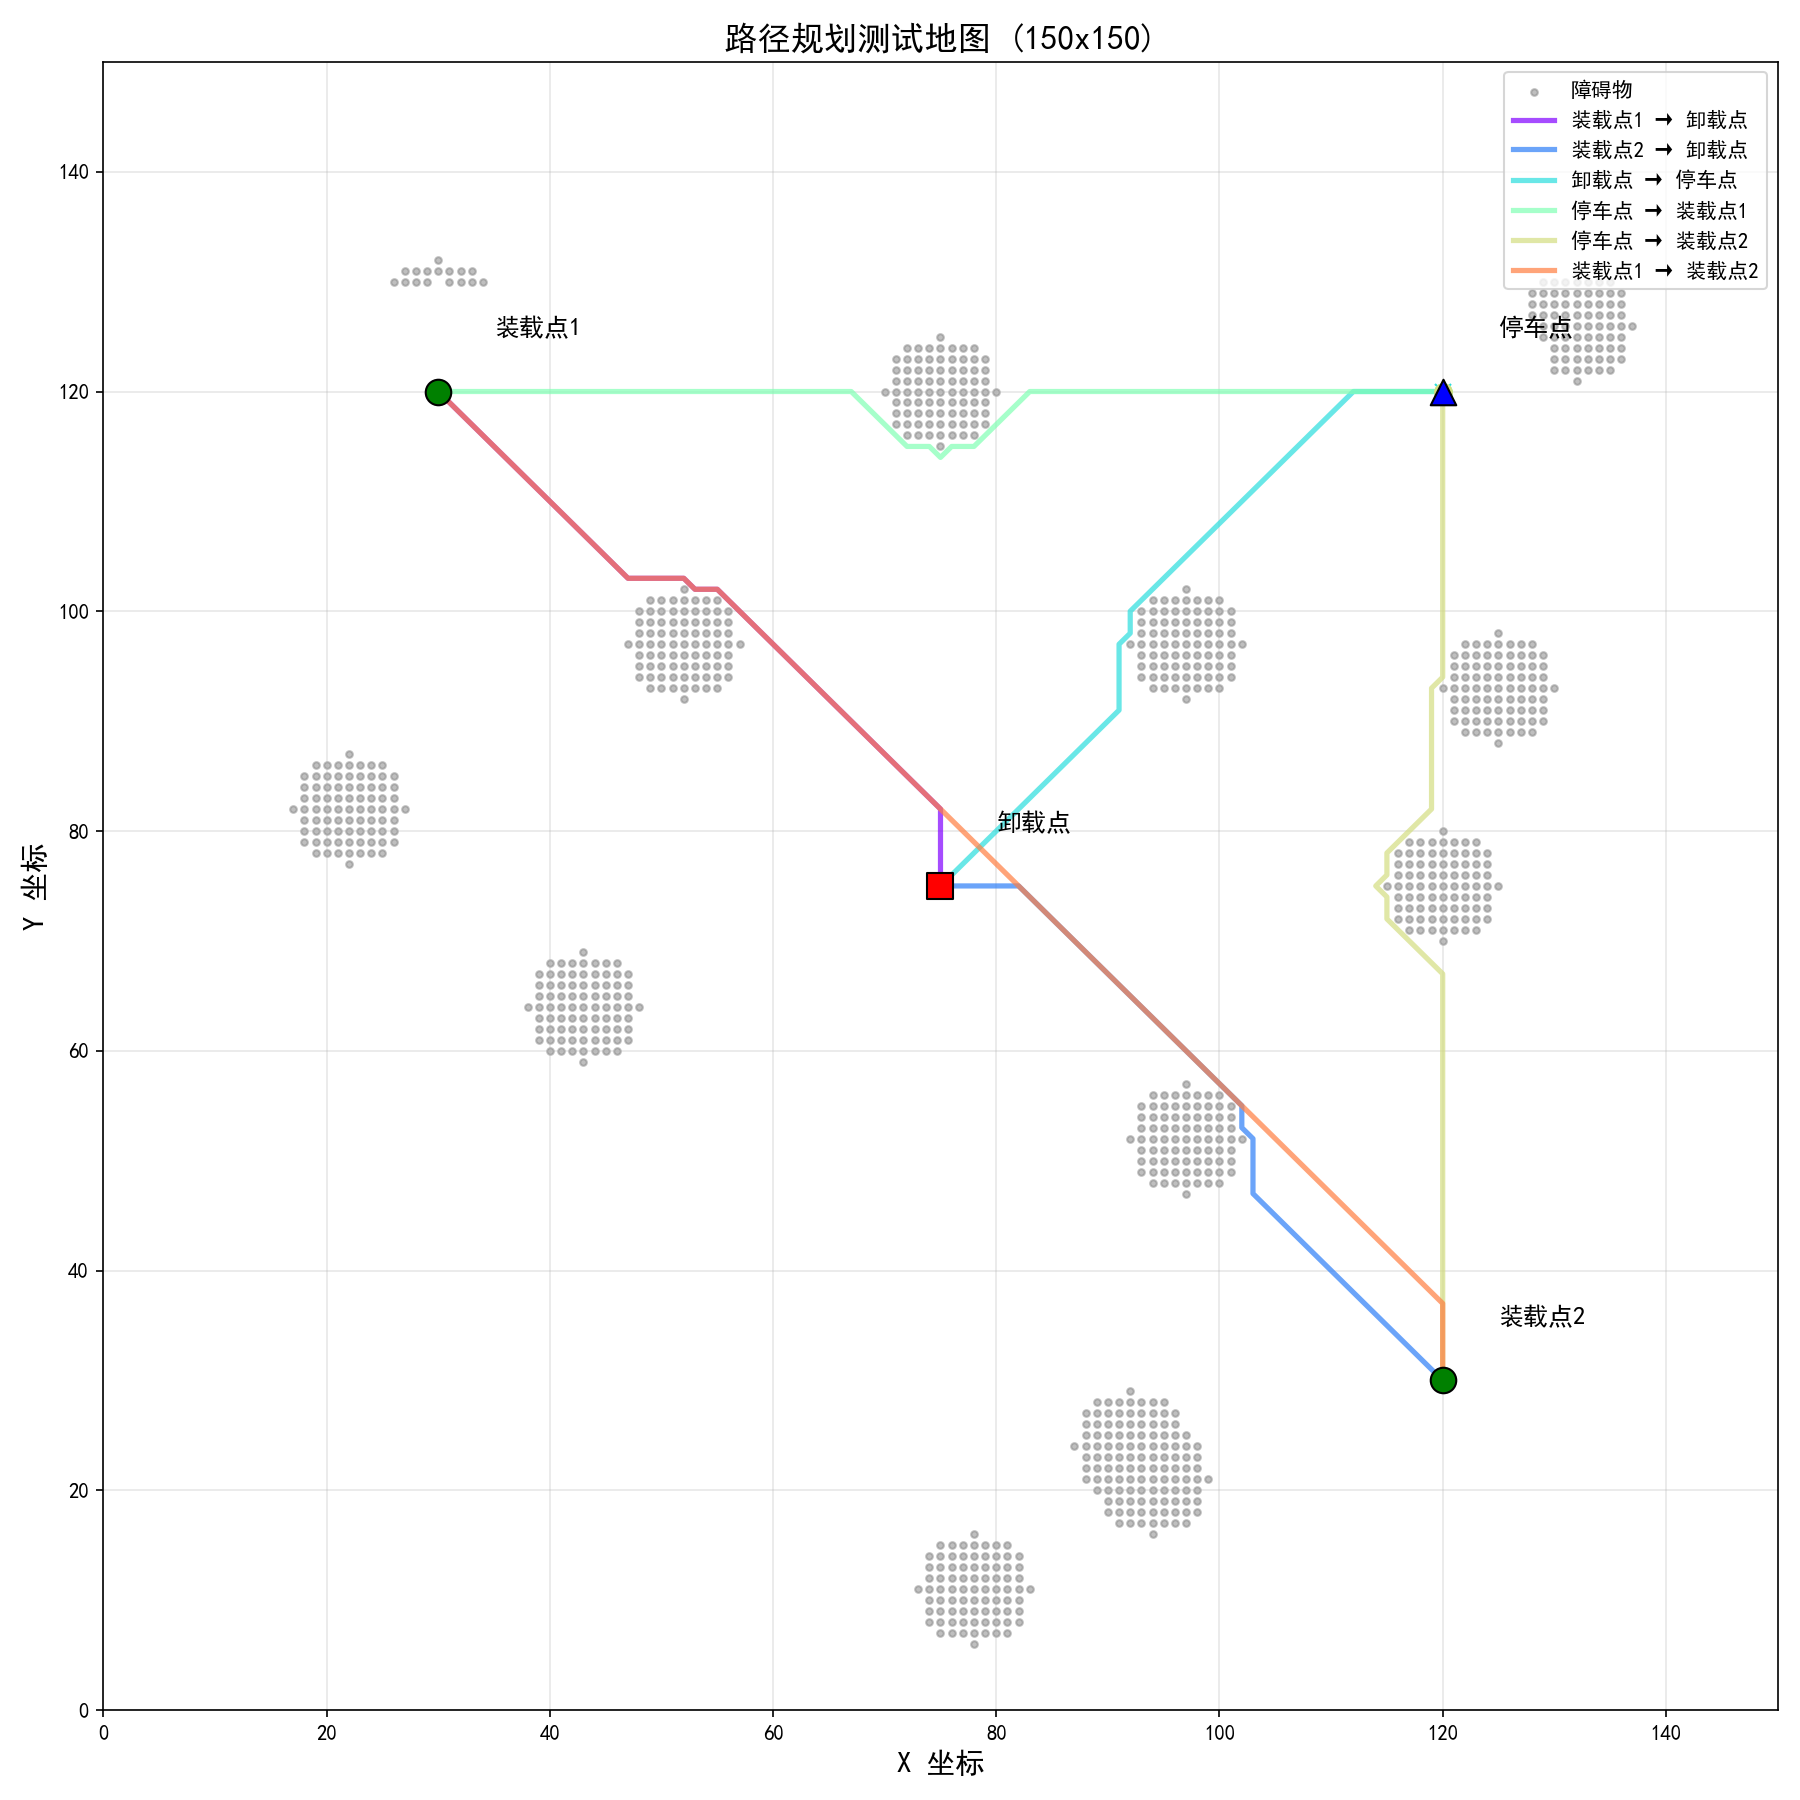 路径规划测试地图 (150x150)
障碍物
装载点1 → 卸载点
装载点2 → 卸载点
卸载点 → 停车点
停车点 → 装载点1
停车点 → 装载点2
装载点1 → 装载点2
140
装载点1
停车点
120
100
80
卸载点
Y 坐标
60
40
装载点2
20
0
0 20 40 60 80 100 120 140
X 坐标